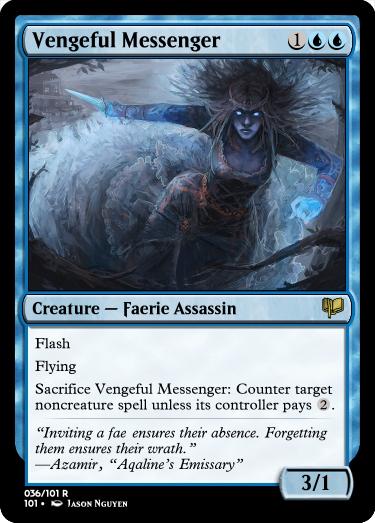 Vengeful Messenger 1
Creature — Faerie Assassin
Flash
Flying
Sacrifice Vengeful Messenger: Counter target
noncreature spell unless its controller pays 2.
“Inviting a fae ensures their absence. Forgetting
them ensures their wrath.”
—Azamir, “Aqaline’s Emissary”
3/1
036/101 R
101 • Jason Nguyen